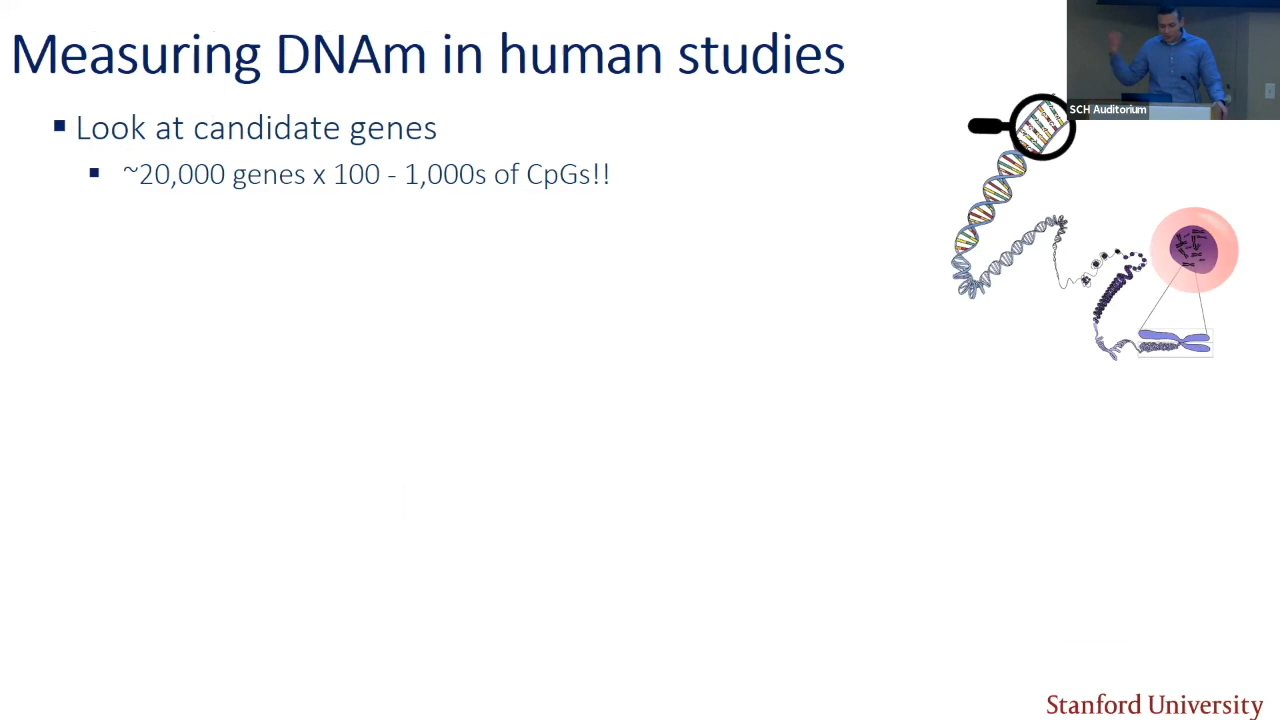 Measuring DNAm in human studies
Look at candidate genes
~20,000 genes x 100 - 1,000s of CpGs!!
SCH Auditorium
Stanford University